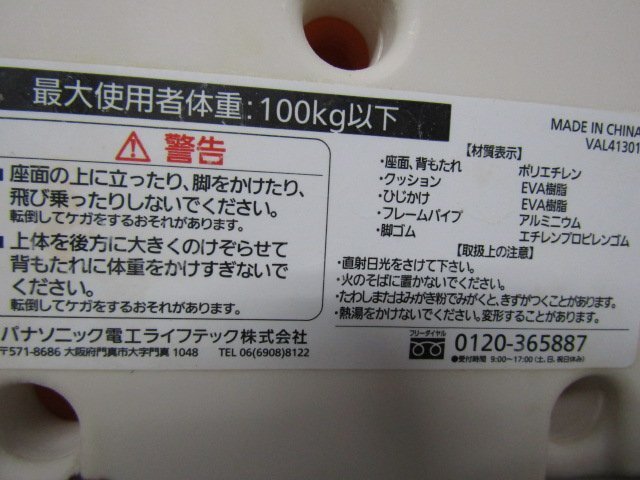 最大使用者体重:100kg以下
MADE IN CHINA
VAL41301
警告
■座面の上に立ったり、脚をかけたり、
飛び乗ったりしないでください。
転倒してケガをするおそれがあります。
■上体を後方に大きくのけぞらせて
背もたれに体重をかけすぎないで
ください。
転倒してケガをするおそれがあります。
パナソニック電工ライフテック株式会社
〒571-8686 大阪府門真市大字門真 1048 TEL 06(6908)8122
【材質表示】
・座面、背もたれ ポリエチレン
・クッション EVA樹脂
・ひじかけ EVA樹脂
・フレームパイプ アルミニウム
・脚ゴム エチレンプロピレンゴム
【取扱上の注意】
・直射日光をさけて下さい。
・火のそばに置かないでください。
・たわしまたはみがき粉でみがくと、きずがつくことがあります。
・熱湯をかけないでください。変形することがあります。
フリーダイヤル
0120-365887
●受付時間 9:00~17:00(土、日、祝日休み)